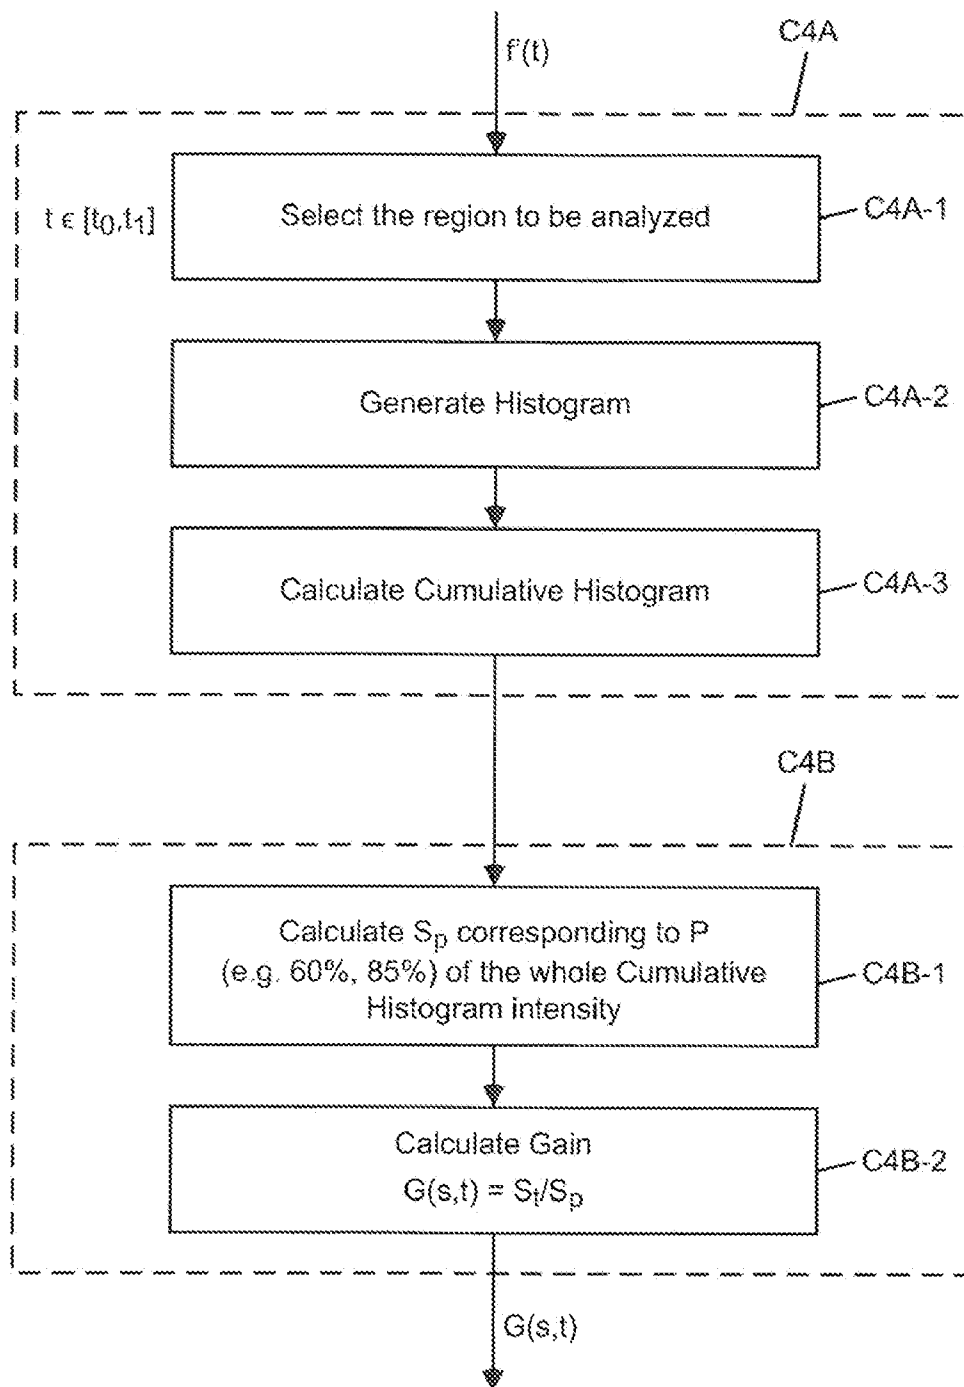 C4A
f'(t)
t ϵ [t₀,t₁]
Select the region to be analyzed
C4A-1
Generate Histogram
C4A-2
Calculate Cumulative Histogram
C4A-3
C4B
Calculate Sₚ corresponding to P
(e.g. 60%, 85%) of the whole Cumulative
Histogram intensity
C4B-1
Calculate Gain
G(s,t) = Sₜ/Sₚ
C4B-2
G(s,t)